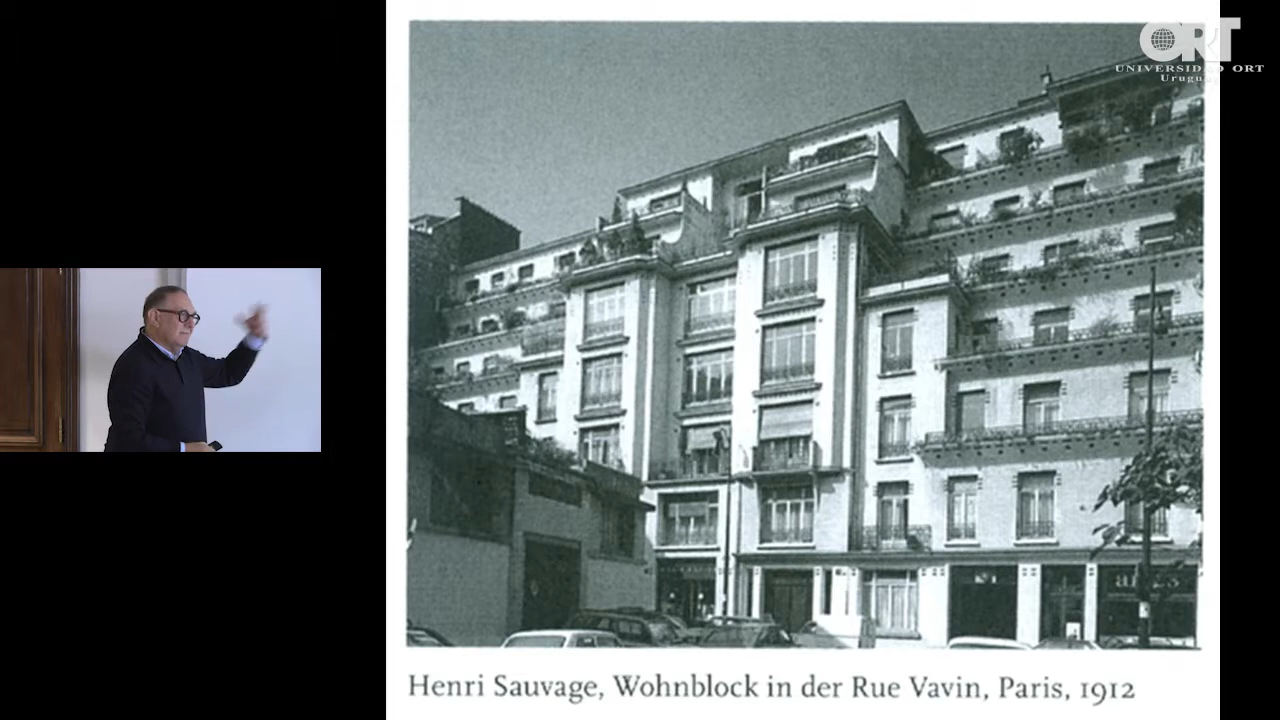 ORT
UNIVERSIDAD ORT
Uruguay
Henri Sauvage, Wohnblock in der Rue Vavin, Paris, 1912